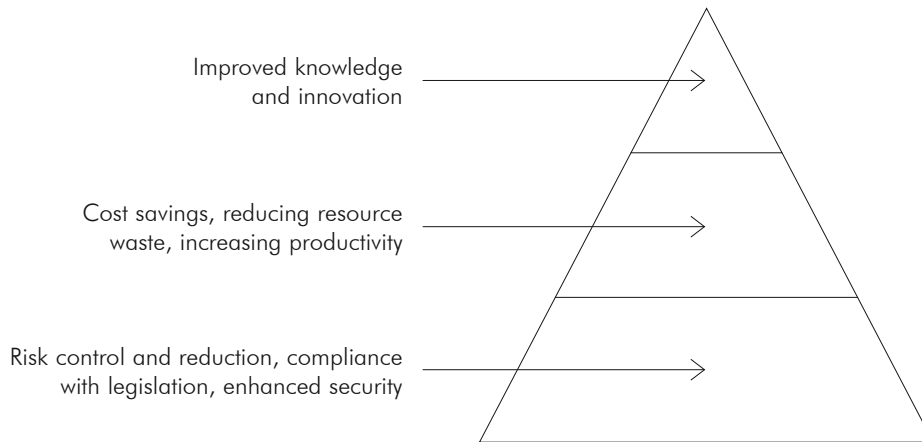 Improved knowledge
and innovation
Cost savings, reducing resource
waste, increasing productivity
Risk control and reduction, compliance
with legislation, enhanced security